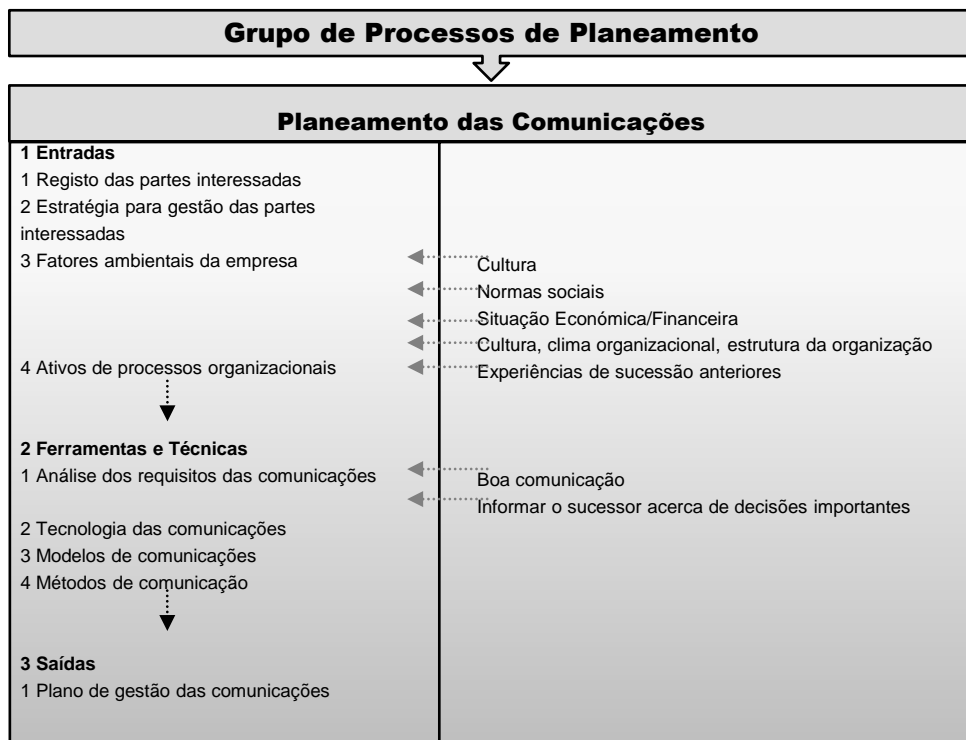 Grupo de Processos de Planeamento
Planeamento das Comunicações
1 Entradas
1 Registo das partes interessadas
2 Estratégia para gestão das partes
interessadas
3 Fatores ambientais da empresa
Cultura
Normas sociais
Situação Económica/Financeira
Cultura, clima organizacional, estrutura da organização
4 Ativos de processos organizacionais
Experiências de sucessão anteriores
2 Ferramentas e Técnicas
1 Análise dos requisitos das comunicações
Boa comunicação
Informar o sucessor acerca de decisões importantes
2 Tecnologia das comunicações
3 Modelos de comunicações
4 Métodos de comunicação
3 Saídas
1 Plano de gestão das comunicações